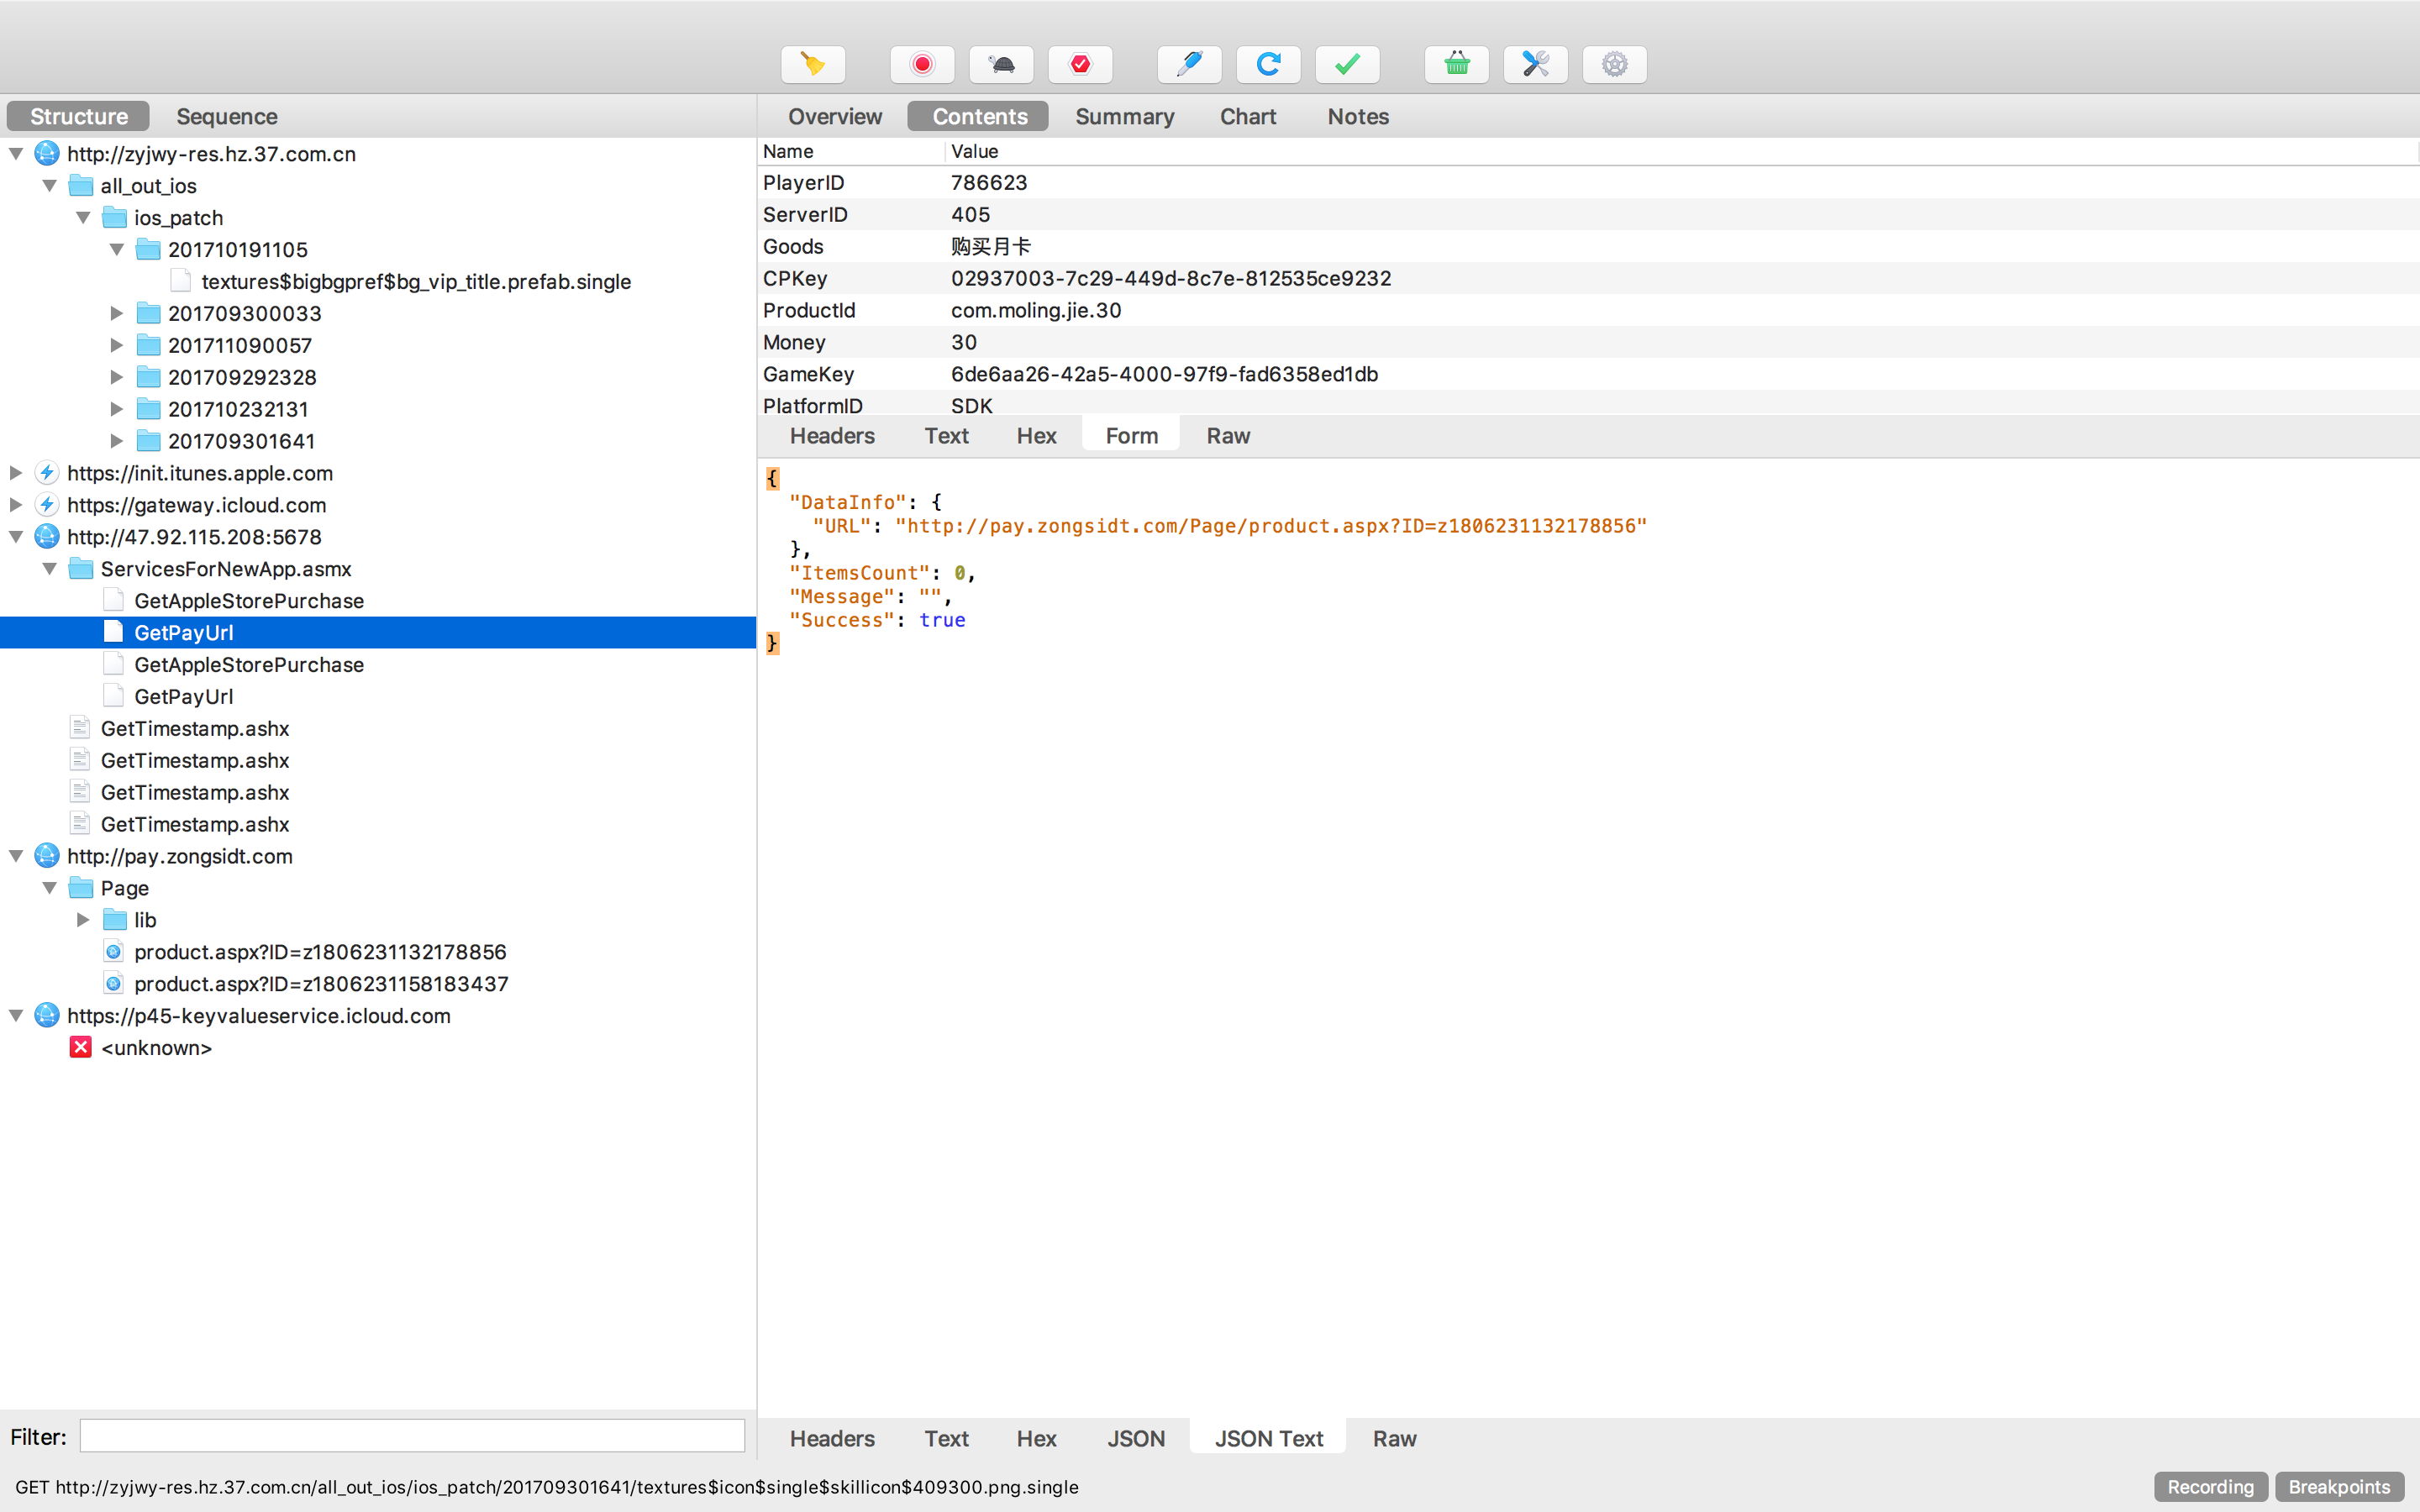 Structure Sequence
http://zyjwy-res.hz.37.com.cn
all_out_ios
ios_patch
201710191105
textures$bigbgpref$bg_vip_title.prefab.single
201709300033
201711090057
201709292328
201710232131
201709301641
https://init.itunes.apple.com
https://gateway.icloud.com
http://47.92.115.208:5678
ServicesForNewApp.asmx
GetAppleStorePurchase
GetPayUrl
GetAppleStorePurchase
GetPayUrl
GetTimestamp.ashx
GetTimestamp.ashx
GetTimestamp.ashx
GetTimestamp.ashx
http://pay.zongsidt.com
Page
lib
product.aspx?ID=z1806231132178856
product.aspx?ID=z1806231158183437
https://p45-keyvalueservice.icloud.com
<unknown>
Filter:
Overview Contents Summary Chart Notes
Name Value
PlayerID 786623
ServerID 405
Goods 购买月卡
CPKey 02937003-7c29-449d-8c7e-812535ce9232
ProductId com.moling.jie.30
Money 30
GameKey 6de6aa26-42a5-4000-97f9-fad6358ed1db
PlatformID SDK
Headers Text Hex Form Raw
{
"DataInfo": {
"URL": "http://pay.zongsidt.com/Page/product.aspx?ID=z1806231132178856"
},
"ItemsCount": 0,
"Message": "",
"Success": true
}
Headers Text Hex JSON JSON Text Raw
GET http://zyjwy-res.hz.37.com.cn/all_out_ios/ios_patch/201709301641/textures$icon$single$skillicon$409300.png.single
Recording Breakpoints